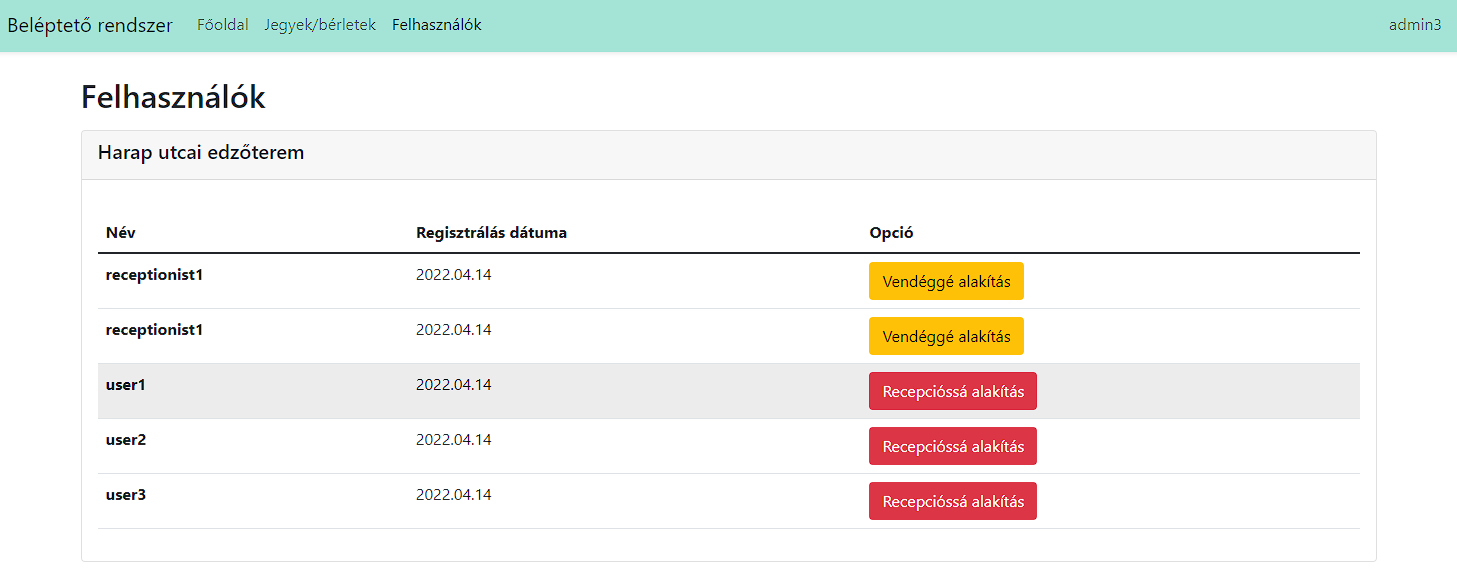 Beléptető rendszer Főoldal Jegyek/bérletek Felhasználók admin3
Felhasználók
Harap utcai edzőterem
Név Regisztrálás dátuma Opció
receptionist1 2022.04.14 Vendéggé alakítás
receptionist1 2022.04.14 Vendéggé alakítás
user1 2022.04.14 Recepcióssá alakítás
user2 2022.04.14 Recepcióssá alakítás
user3 2022.04.14 Recepcióssá alakítás